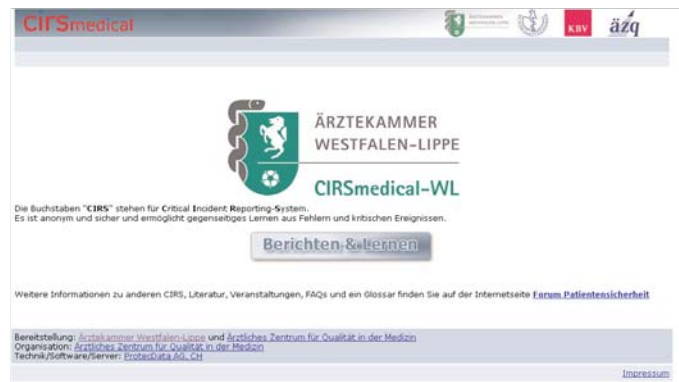 CIRSmedical
KBV
äzq
ÄRZTEKAMMER
WESTFALEN-LIPPE
CIRSmedical-WL
Die Buchstaben "CIRS" stehen für Critical Incident Reporting-System.
Es ist anonym und sicher und ermöglicht gegenseitiges Lernen aus Fehlern und kritischen Ereignissen.
Berichten & Lernen
Weitere Informationen zu anderen CIRS, Literatur, Veranstaltungen, FAQs und ein Glossar finden Sie auf der Internetseite Forum Patientensicherheit
Bereitstellung: Ärztekammer Westfalen-Lippe und Ärztliches Zentrum für Qualität in der Medizin
Organisation: Ärztliches Zentrum für Qualität in der Medizin
Technik/Software/Server: ProtecData AG, CH
Impressum